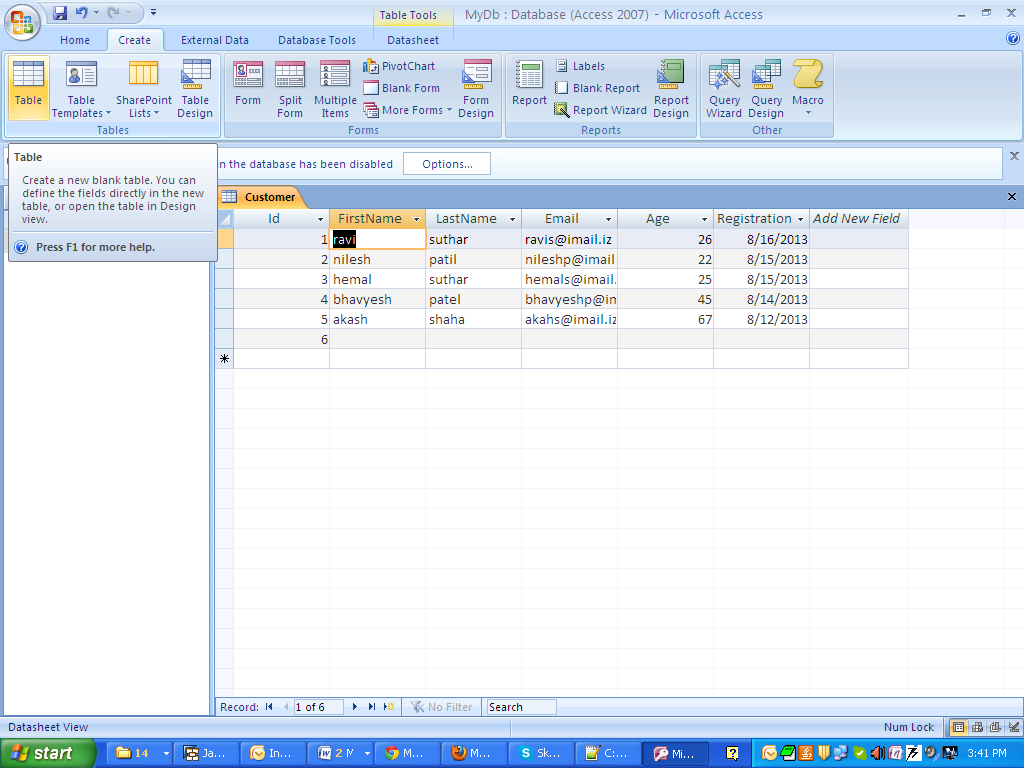 Table Tools
MyDb : Database (Access 2007) - Microsoft Access
Home Create External Data Database Tools Datasheet
Table
Table Templates
SharePoint Lists
Table Design
Tables
Form
Split Form
Multiple Items
PivotChart
Blank Form
More Forms
Form Design
Forms
Report
Labels
Blank Report
Report Wizard
Report Design
Reports
Query Wizard
Query Design
Macro
Other
n the database has been disabled Options...
Table
Create a new blank table. You can
define the fields directly in the new
table, or open the table in Design
view.
Press F1 for more help.
Customer
Id FirstName LastName Email Age Registration Add New Field
1 ravi suthar ravis@imail.iz 26 8/16/2013
2 nilesh patil nileshp@imail 22 8/15/2013
3 hemal suthar hemals@imail. 25 8/15/2013
4 bhavyesh patel bhavyeshp@im 45 8/14/2013
5 akash shaha akahs@imail.iz 67 8/12/2013
6
Record: 1 of 6 No Filter Search
Datasheet View Num Lock
start 14 Ja... In... 2 M... M... M... Sk... C:... Mi... 3:41 PM